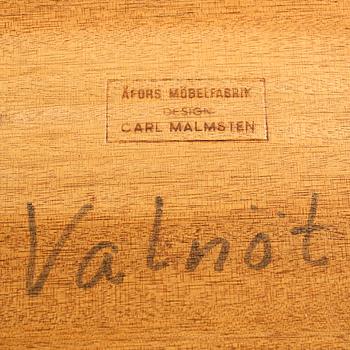 ÅFORS MÖBELFABRIK
DESIGN
CARL MALMSTEN
Valnöt